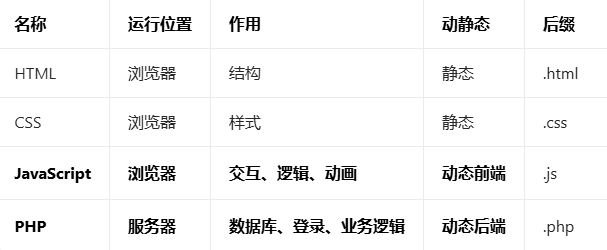 名称 运行位置 作用 动静态 后缀
HTML 浏览器 结构 静态 .html
CSS 浏览器 样式 静态 .css
JavaScript 浏览器 交互、逻辑、动画 动态前端 .js
PHP 服务器 数据库、登录、业务逻辑 动态后端 .php